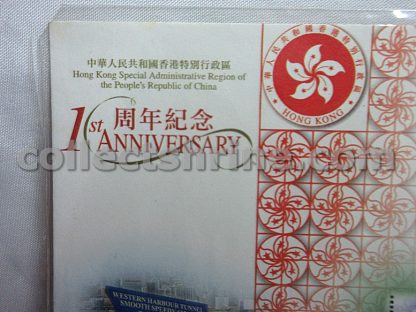 中華人民共和國香港特別行政區
Hong Kong Special Administrative Region of
the People's Republic of China
1st 周年紀念
ANNIVERSARY
中華人民共和國香港特別行政區
HONG KONG
WESTERN HARBOUR TUNNEL